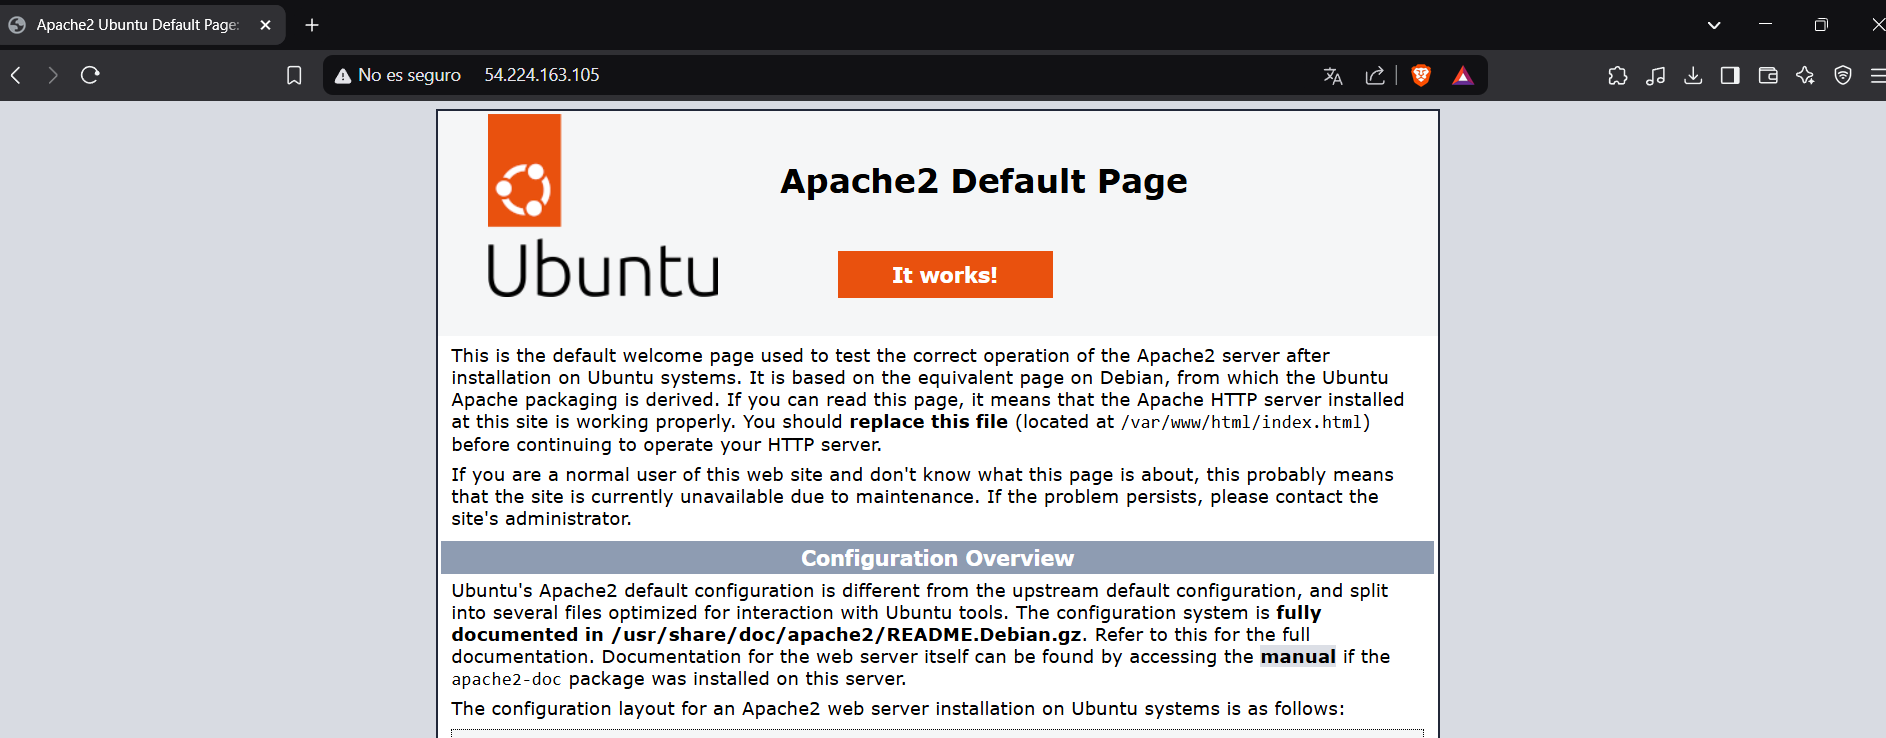 Apache2 Ubuntu Default Page:
No es seguro 54.224.163.105
Apache2 Default Page
Ubuntu
It works!
This is the default welcome page used to test the correct operation of the Apache2 server after
installation on Ubuntu systems. It is based on the equivalent page on Debian, from which the Ubuntu
Apache packaging is derived. If you can read this page, it means that the Apache HTTP server installed
at this site is working properly. You should replace this file (located at /var/www/html/index.html)
before continuing to operate your HTTP server.
If you are a normal user of this web site and don't know what this page is about, this probably means
that the site is currently unavailable due to maintenance. If the problem persists, please contact the
site's administrator.
Configuration Overview
Ubuntu's Apache2 default configuration is different from the upstream default configuration, and split
into several files optimized for interaction with Ubuntu tools. The configuration system is fully
documented in /usr/share/doc/apache2/README.Debian.gz. Refer to this for the full
documentation. Documentation for the web server itself can be found by accessing the manual if the
apache2-doc package was installed on this server.
The configuration layout for an Apache2 web server installation on Ubuntu systems is as follows: